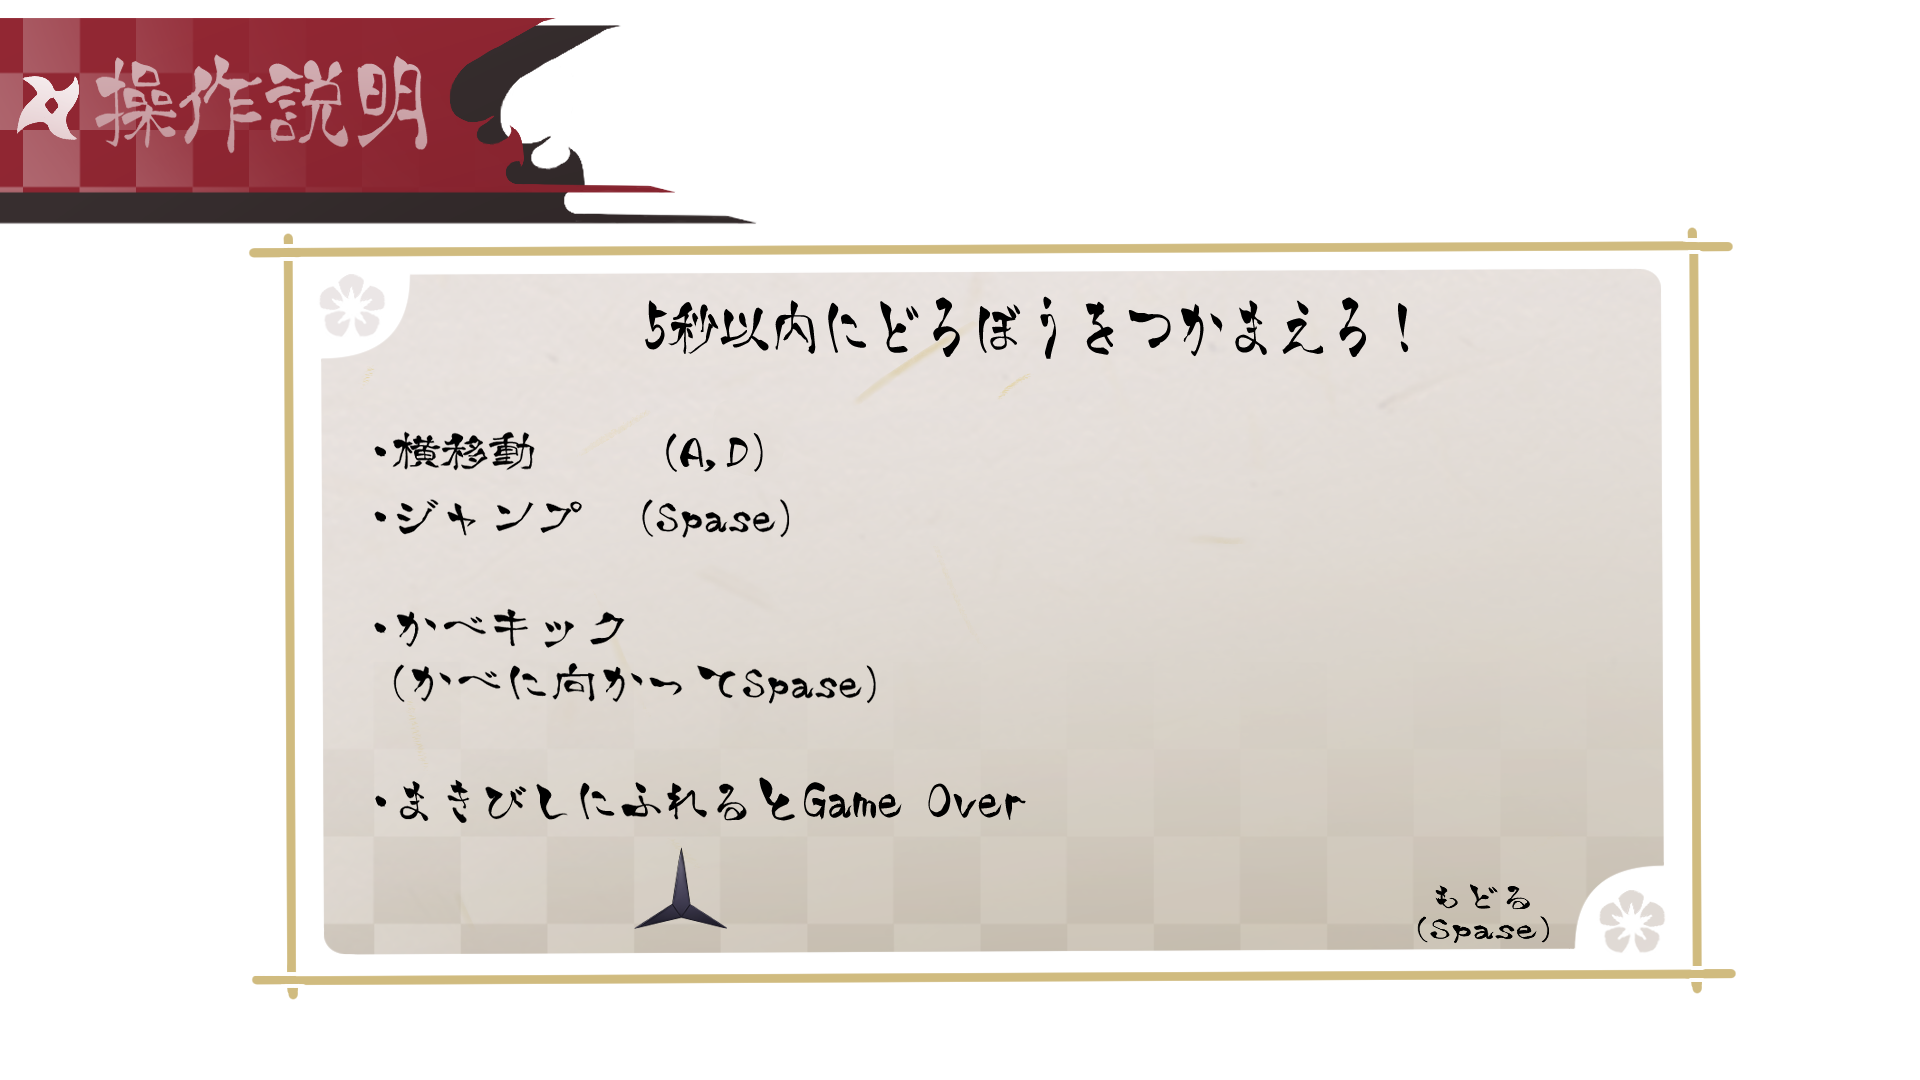 操作説明
5秒以内にどろぼうをつかまえろ！
・横移動 (A,D)
・ジャンプ (Spase)
・かべキック
(かべに向かってSpase)
・まきびしにふれるとGame Over
もどる
(Spase)